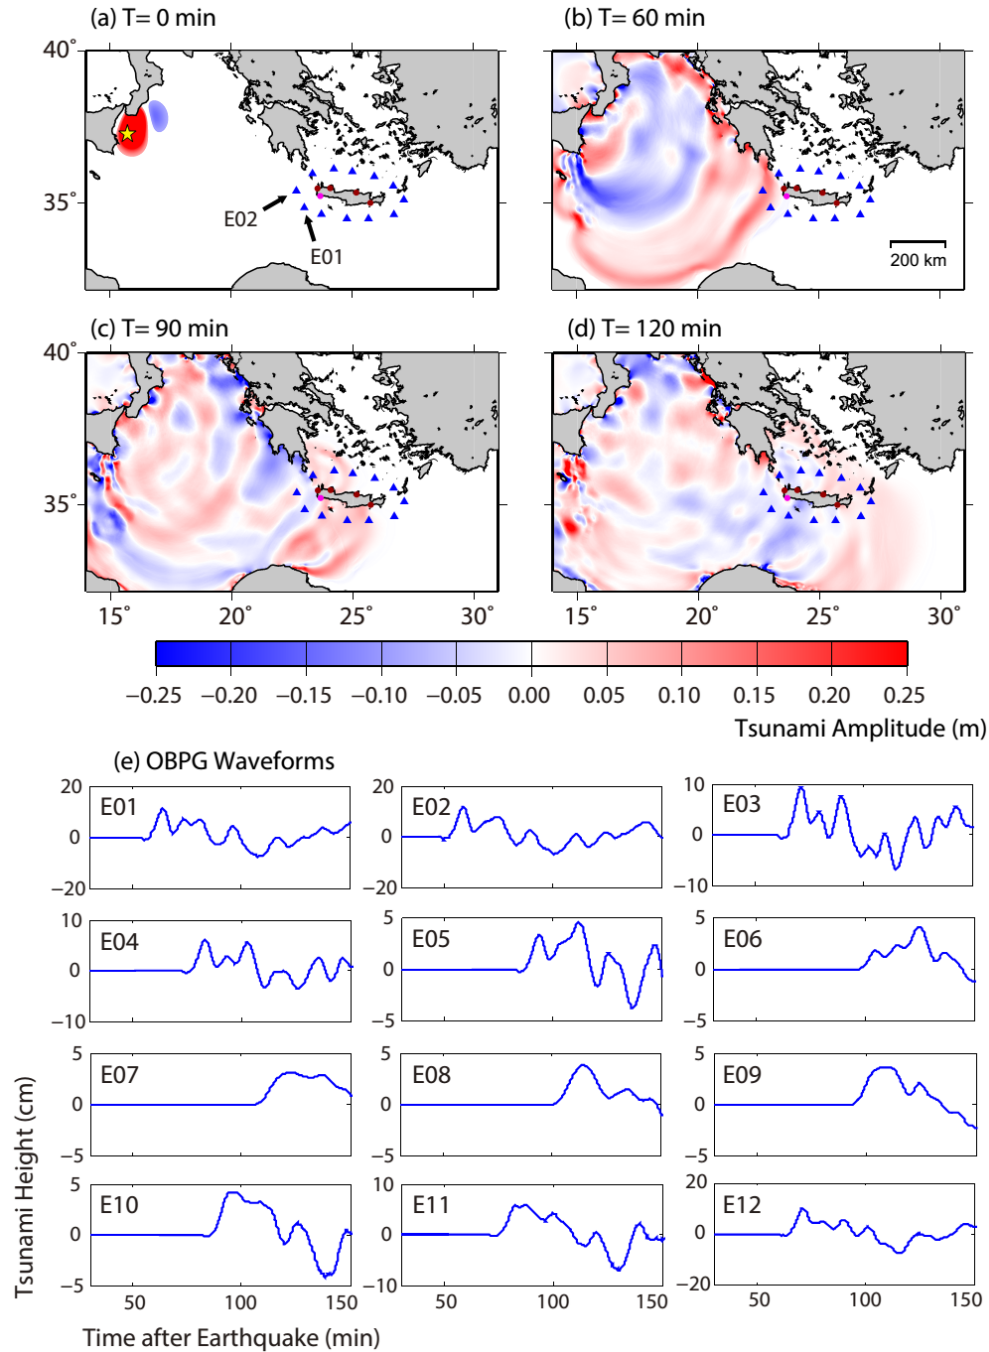 (a) T= 0 min
(b) T= 60 min
40°
35°
E02
E01
200 km
(c) T= 90 min
(d) T= 120 min
40°
35°
15° 20° 25° 30° 15° 20° 25° 30°
−0.25 −0.20 −0.15 −0.10 −0.05 0.00 0.05 0.10 0.15 0.20 0.25
Tsunami Amplitude (m)
(e) OBPG Waveforms
20 0 −20 E01
20 0 −20 E02
10 0 −10 E03
10 0 −10 E04
5 0 −5 E05
5 0 −5 E06
5 0 −5 E07
5 0 −5 E08
5 0 −5 E09
5 0 −5 E10
10 0 −10 E11
20 0 −20 E12
50 100 150 50 100 150 50 100 150
Tsunami Height (cm)
Time after Earthquake (min)